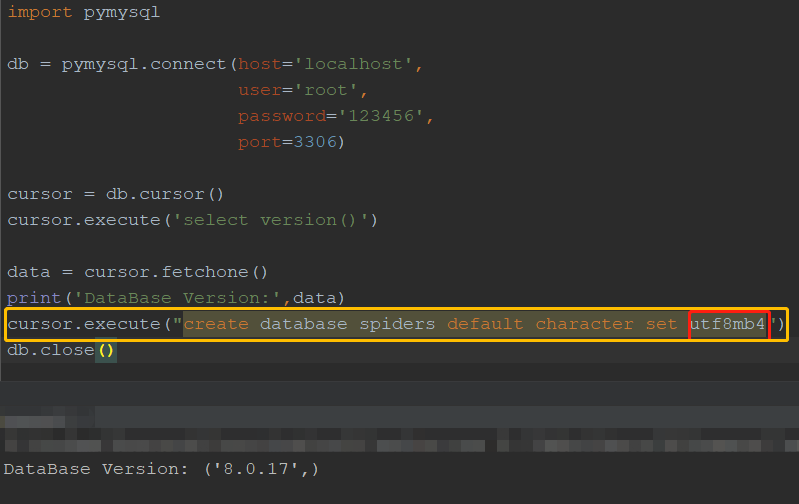 import pymysql
db = pymysql.connect(host='localhost',
user='root',
password='123456',
port=3306)
cursor = db.cursor()
cursor.execute('select version()')
data = cursor.fetchone()
print('DataBase Version:',data)
cursor.execute("create database spiders default character set utf8mb4")
db.close()
DataBase Version: ('8.0.17',)